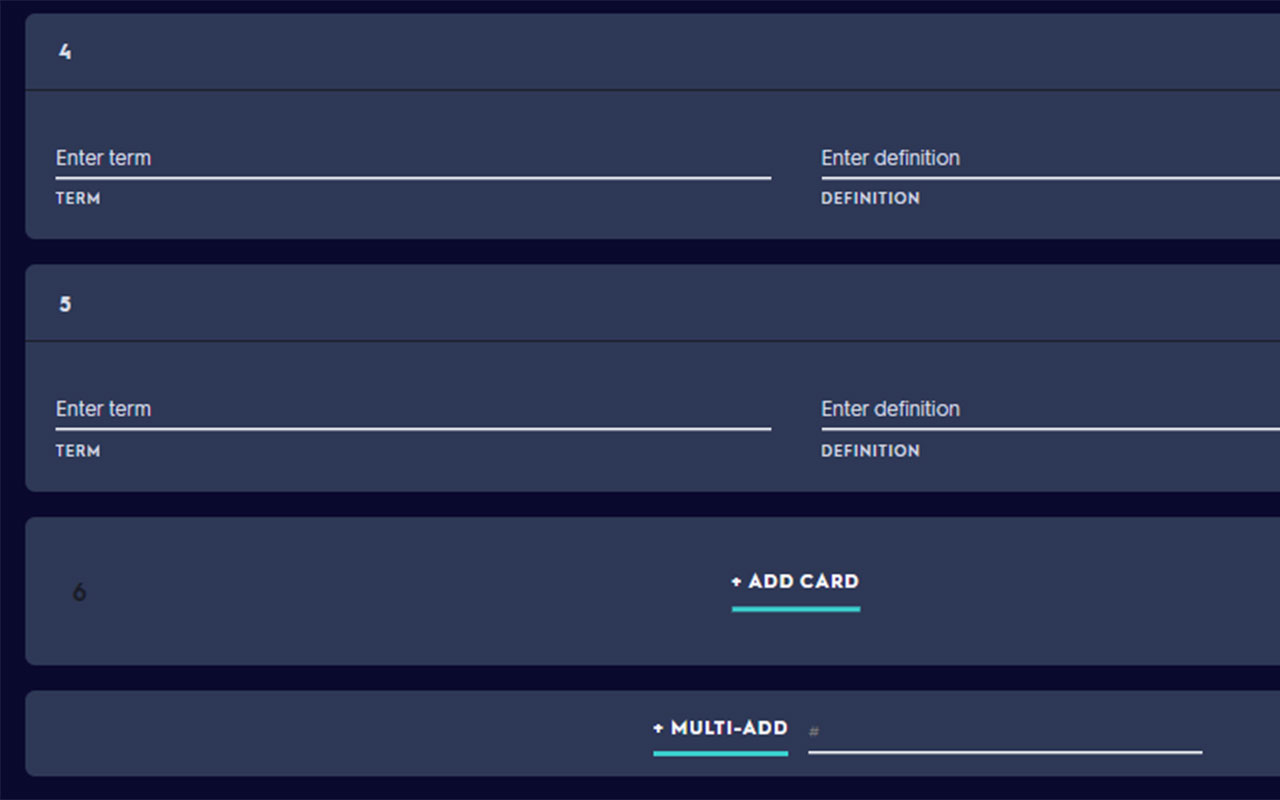 4
Enter term Enter definition
TERM DEFINITION
5
Enter term Enter definition
TERM DEFINITION
6 + ADD CARD
+ MULTI-ADD #